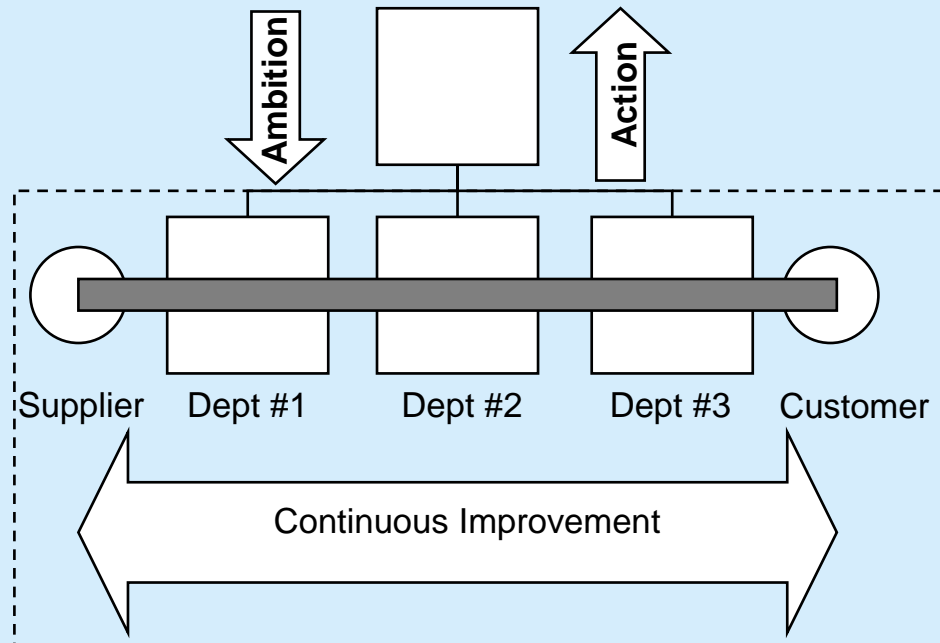 Ambition
Action
Supplier
Dept #1
Dept #2
Dept #3
Customer
Continuous Improvement